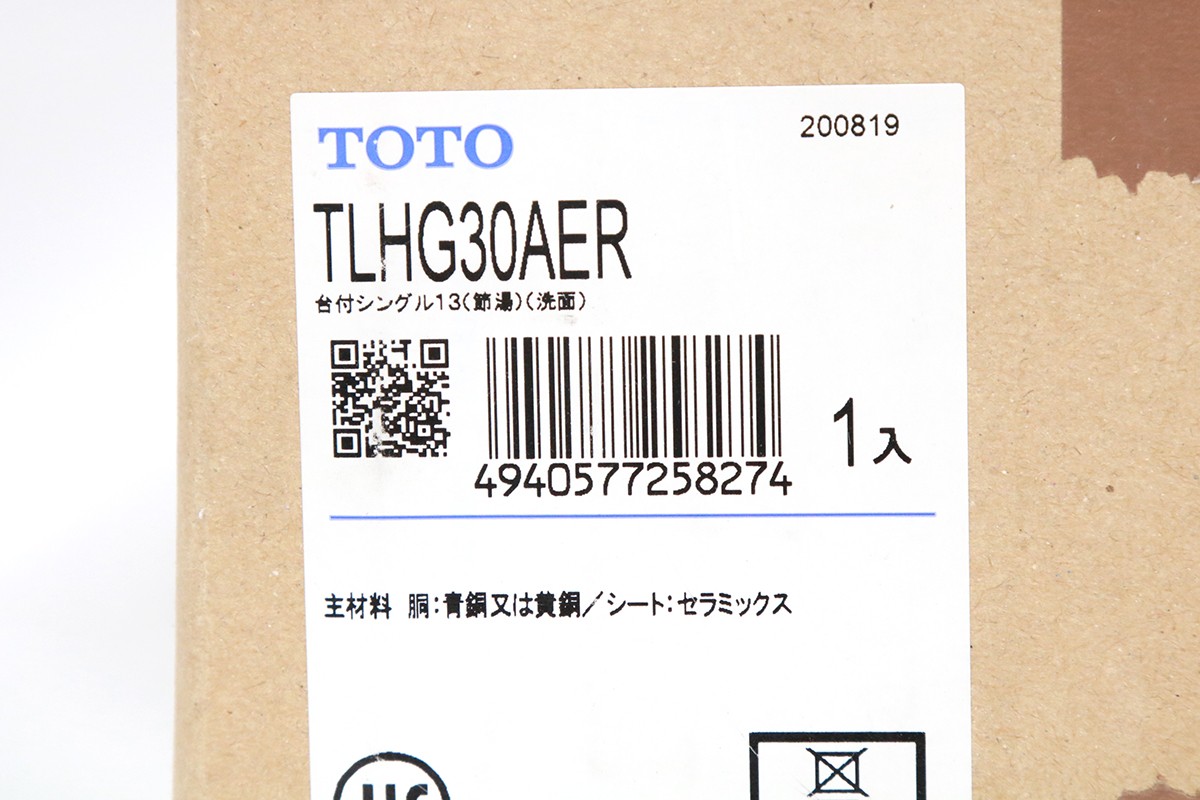 TOTO
200819
TLHG30AER
台付シングル13(節湯)(洗面)
4940577258274
1入
主材料 胴:青銅又は黄銅/シート:セラミックス